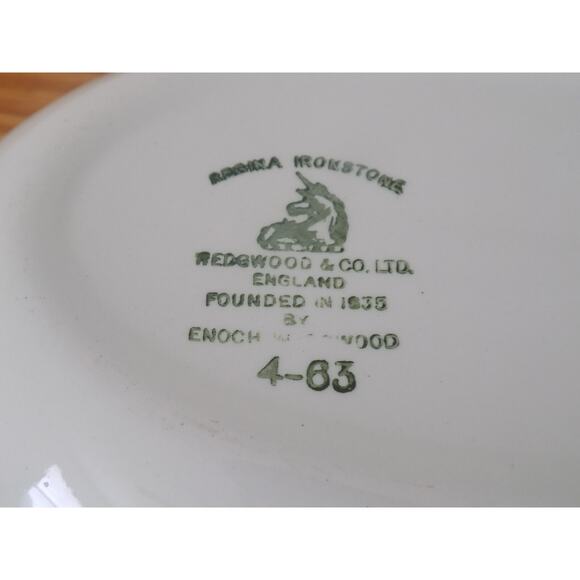 REGINA IRONSTONE
WEDGWOOD & CO. LTD.
ENGLAND
FOUNDED IN 1835
BY
ENOCH
4-63